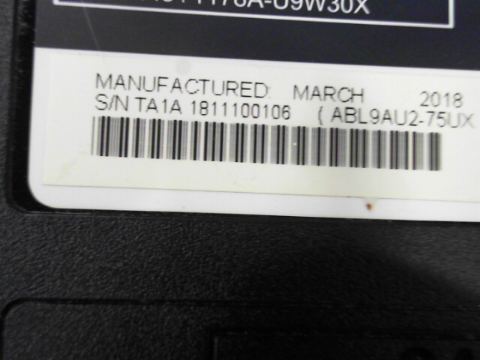 MANUFACTURED: MARCH 2018
S/N TA1A 1811100106 ( ABL9AU2-75UX